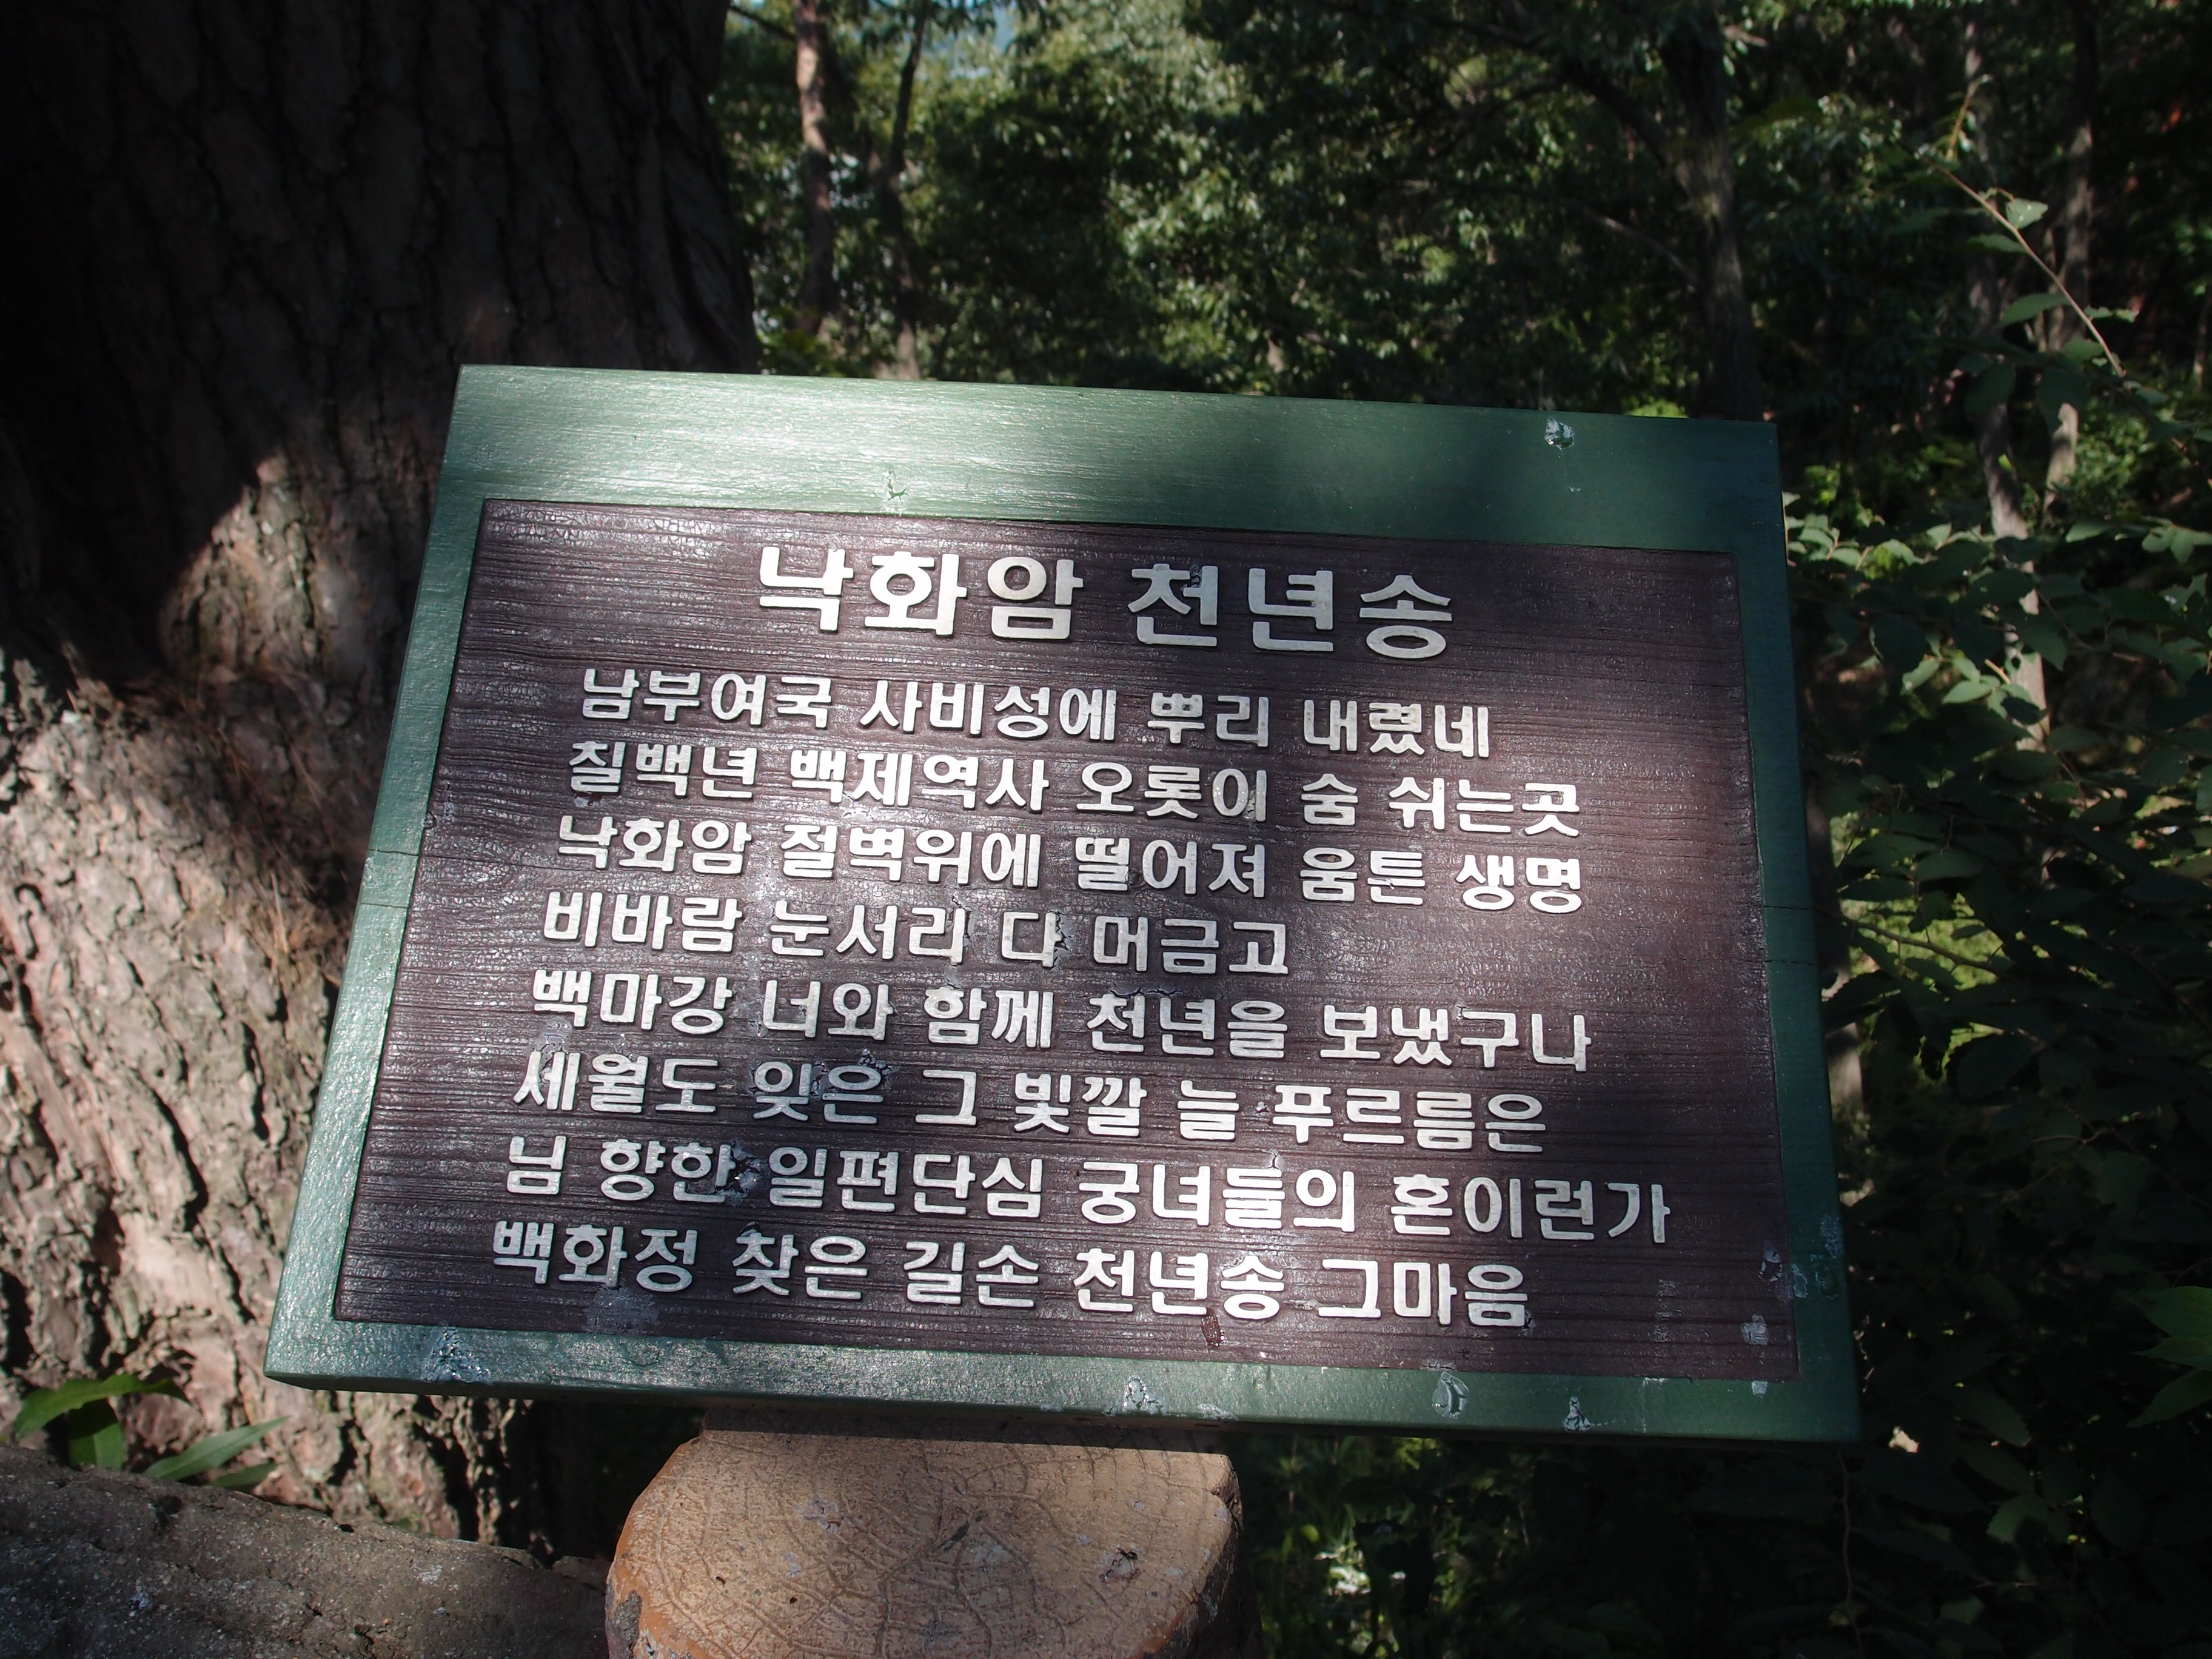 낙화암 천년송
남부여국 사비성에 뿌리 내렸네
칠백년 백제역사 오롯이 숨 쉬는곳
낙화암 절벽위에 떨어져 움튼 생명
비바람 눈서리 다 머금고
백마강 너와 함께 천년을 보냈구나
세월도 잊은 그 빛깔 늘 푸르름은
님 향한 일편단심 궁녀들의 혼이런가
백화정 찾은 길손 천년송 그마음